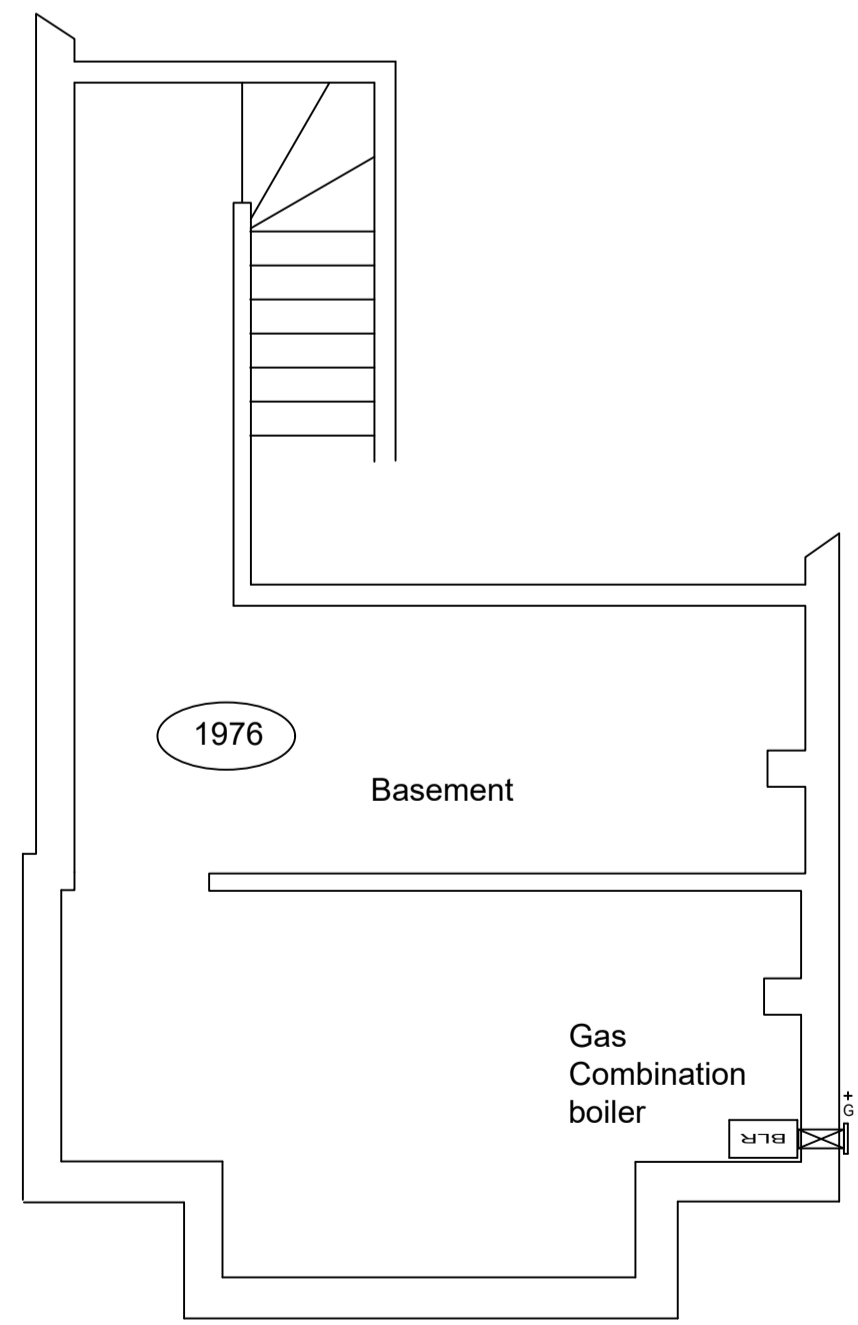 1976
Basement
Gas
Combination
boiler
+
G
BLR